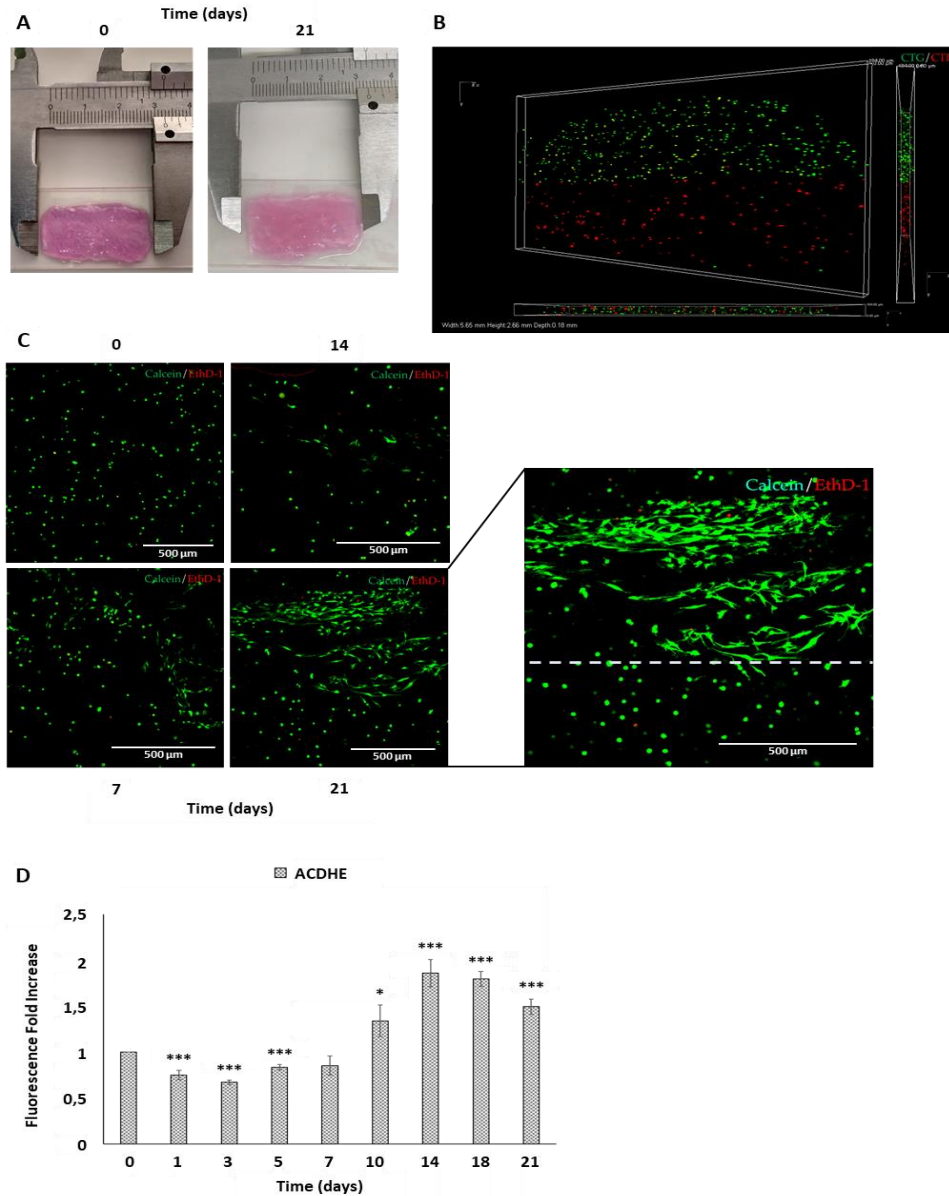 A
Time (days)
0
21
B
CTG/CT
Width:5.65 mm Height:2.66 mm Depth:0.18 mm
C
0
14
Calcein/EthD-1
Calcein/EthD-1
500 µm
500 µm
Calcein/EthD-1
Calcein/EthD-1
500 µm
500 µm
Calcein/EthD-1
500 µm
7
21
Time (days)
D
ACDHE
Fluorescence Fold Increase
2,5
2
1,5
1
0,5
0
***
***
***
*
***
***
***
0
1
3
5
7
10
14
18
21
Time (days)